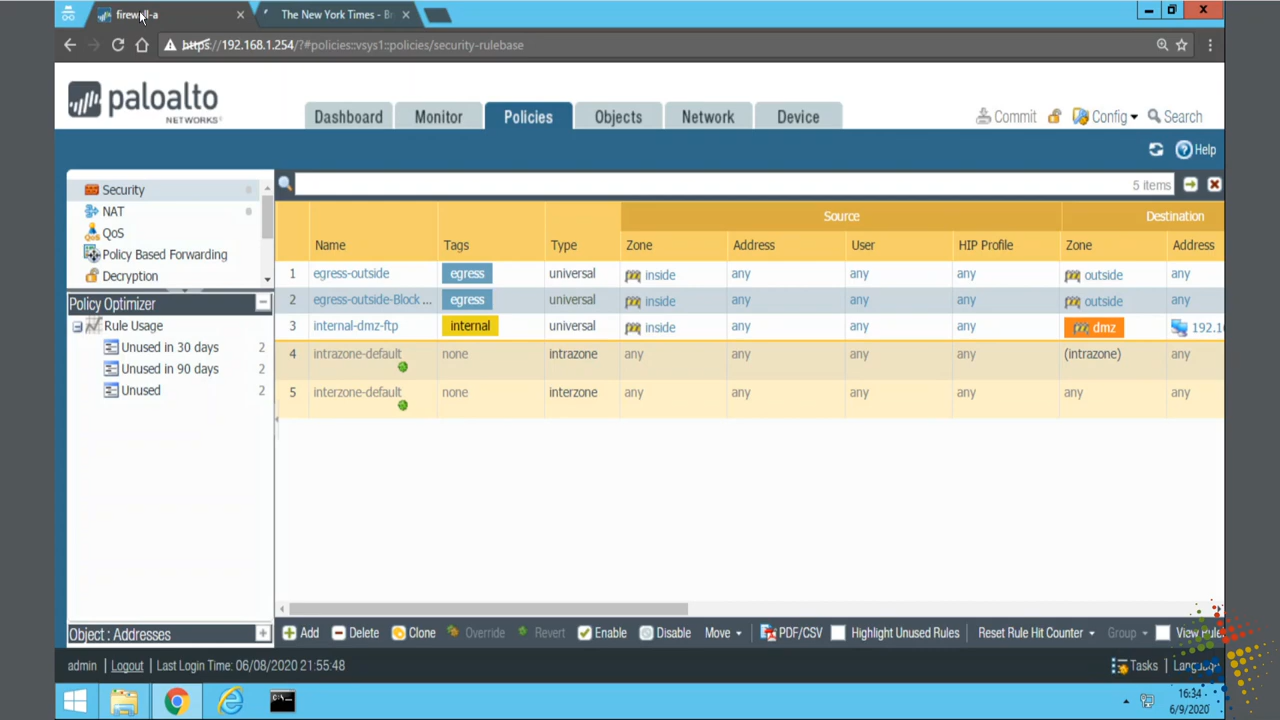 firewall-a
The New York Times - Br
https://192.168.1.254/?#policies::vsys1::policies/security-rulebase
paloalto
NETWORKS
Dashboard
Monitor
Policies
Objects
Network
Device
Commit
Config
Search
Help
Security
NAT
QoS
Policy Based Forwarding
Decryption
5 items
Source
Destination
Name
Tags
Type
Zone
Address
User
HIP Profile
Zone
Address
1 egress-outside egress universal inside any any any outside any
2 egress-outside-Block ... egress universal inside any any any outside any
3 internal-dmz-ftp internal universal inside any any any dmz 192.1
4 intrazone-default none intrazone any any any any (intrazone) any
5 interzone-default none interzone any any any any any any
Policy Optimizer
Rule Usage
Unused in 30 days 2
Unused in 90 days 2
Unused 2
Object : Addresses
Add
Delete
Clone
Override
Revert
Enable
Disable
Move
PDF/CSV
Highlight Unused Rules
Reset Rule Hit Counter
Group
View Rule
admin | Logout | Last Login Time: 06/08/2020 21:55:48
Tasks | Languag
16:34
6/9/2020